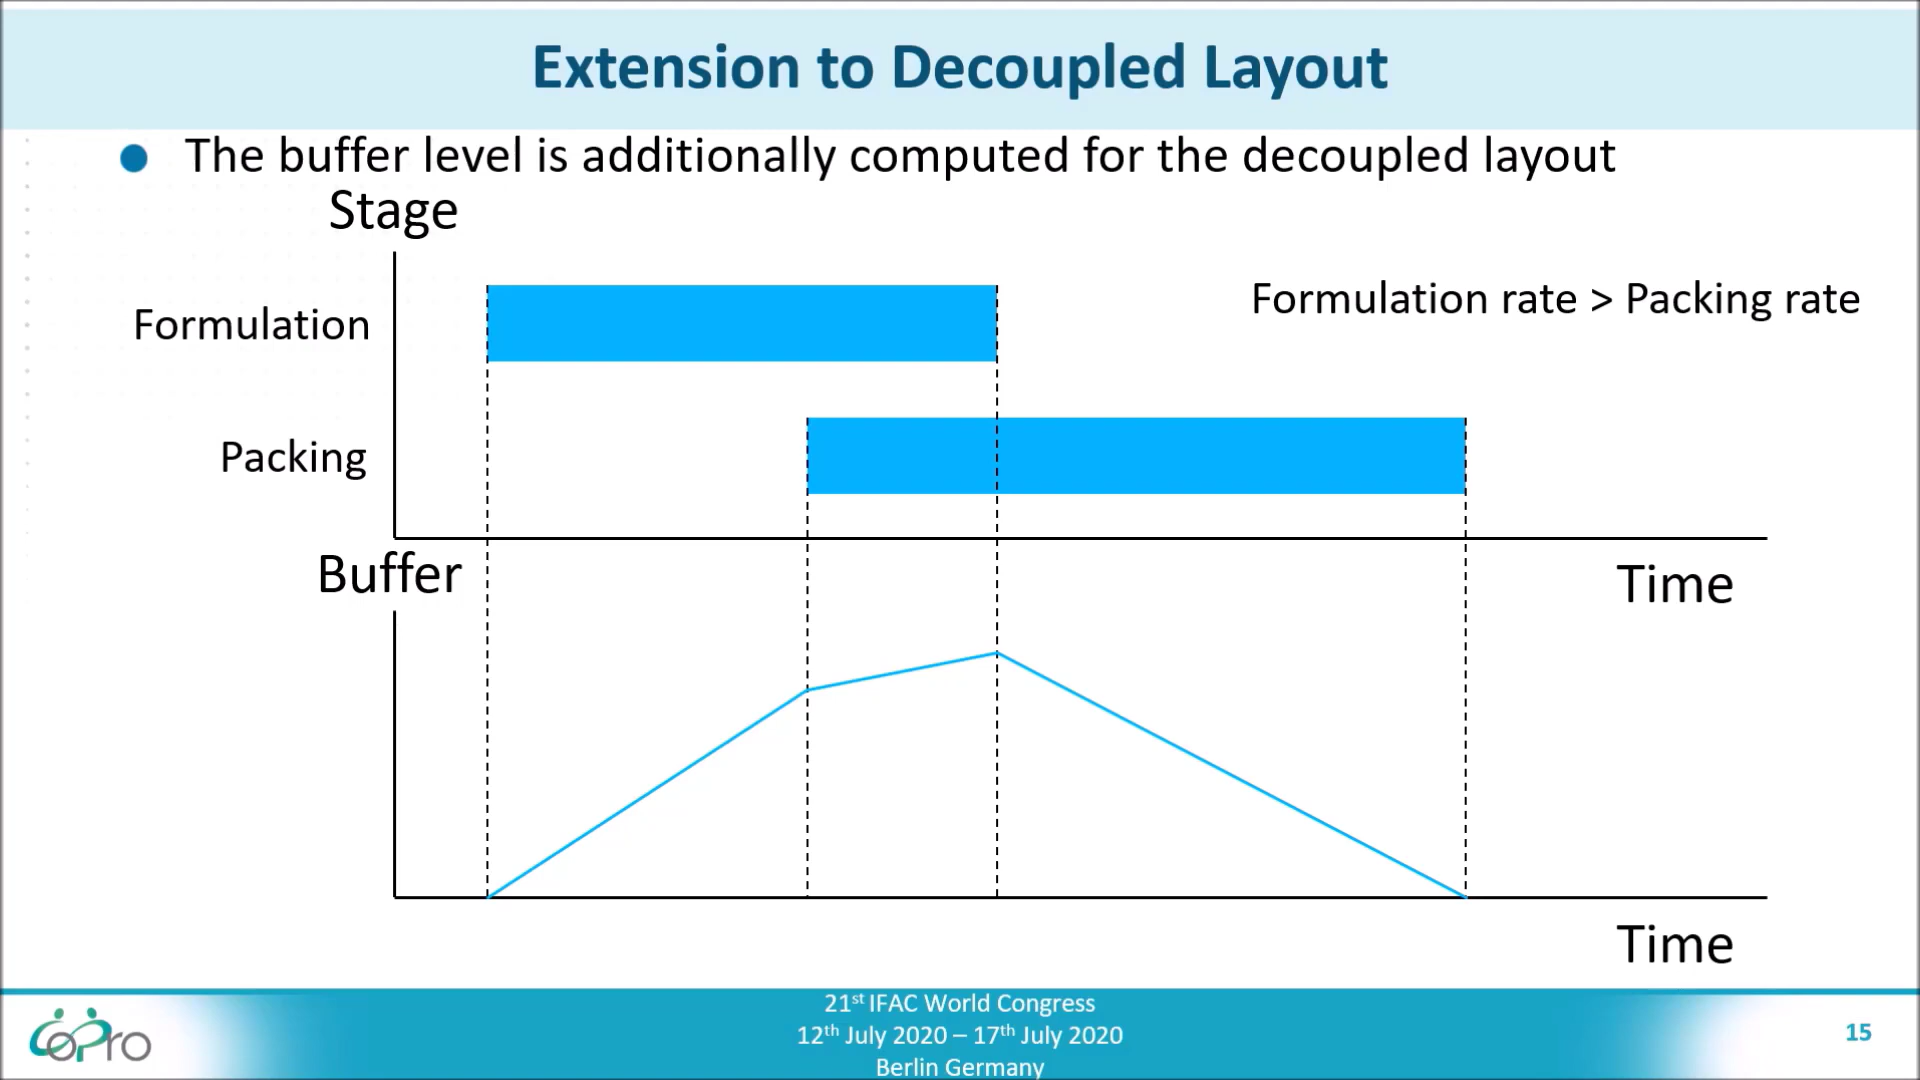 Extension to Decoupled Layout
The buffer level is additionally computed for the decoupled layout
Stage
Formulation
Formulation rate > Packing rate
Packing
Buffer
Time
Time
21st IFAC World Congress
12th July 2020 – 17th July 2020
Berlin Germany
CoPro
15